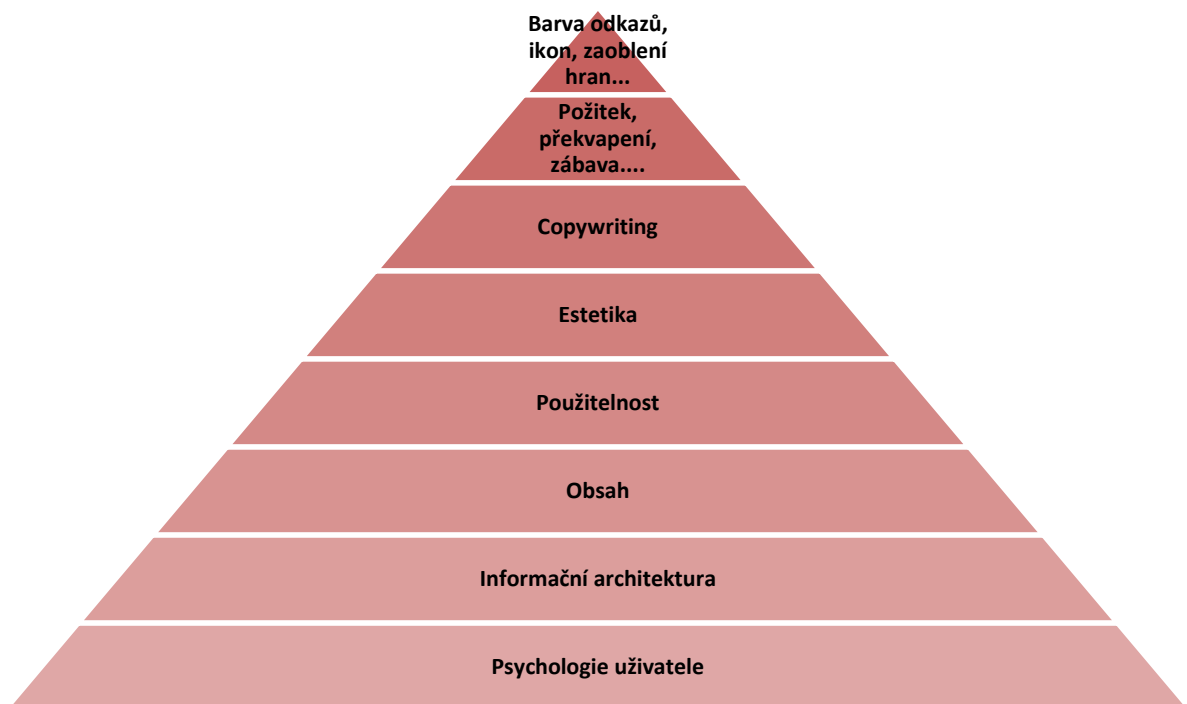 Barva odkazů,
ikon, zaoblení
hran...
Požitek,
překvapení,
zábava....
Copywriting
Estetika
Použitelnost
Obsah
Informační architektura
Psychologie uživatele